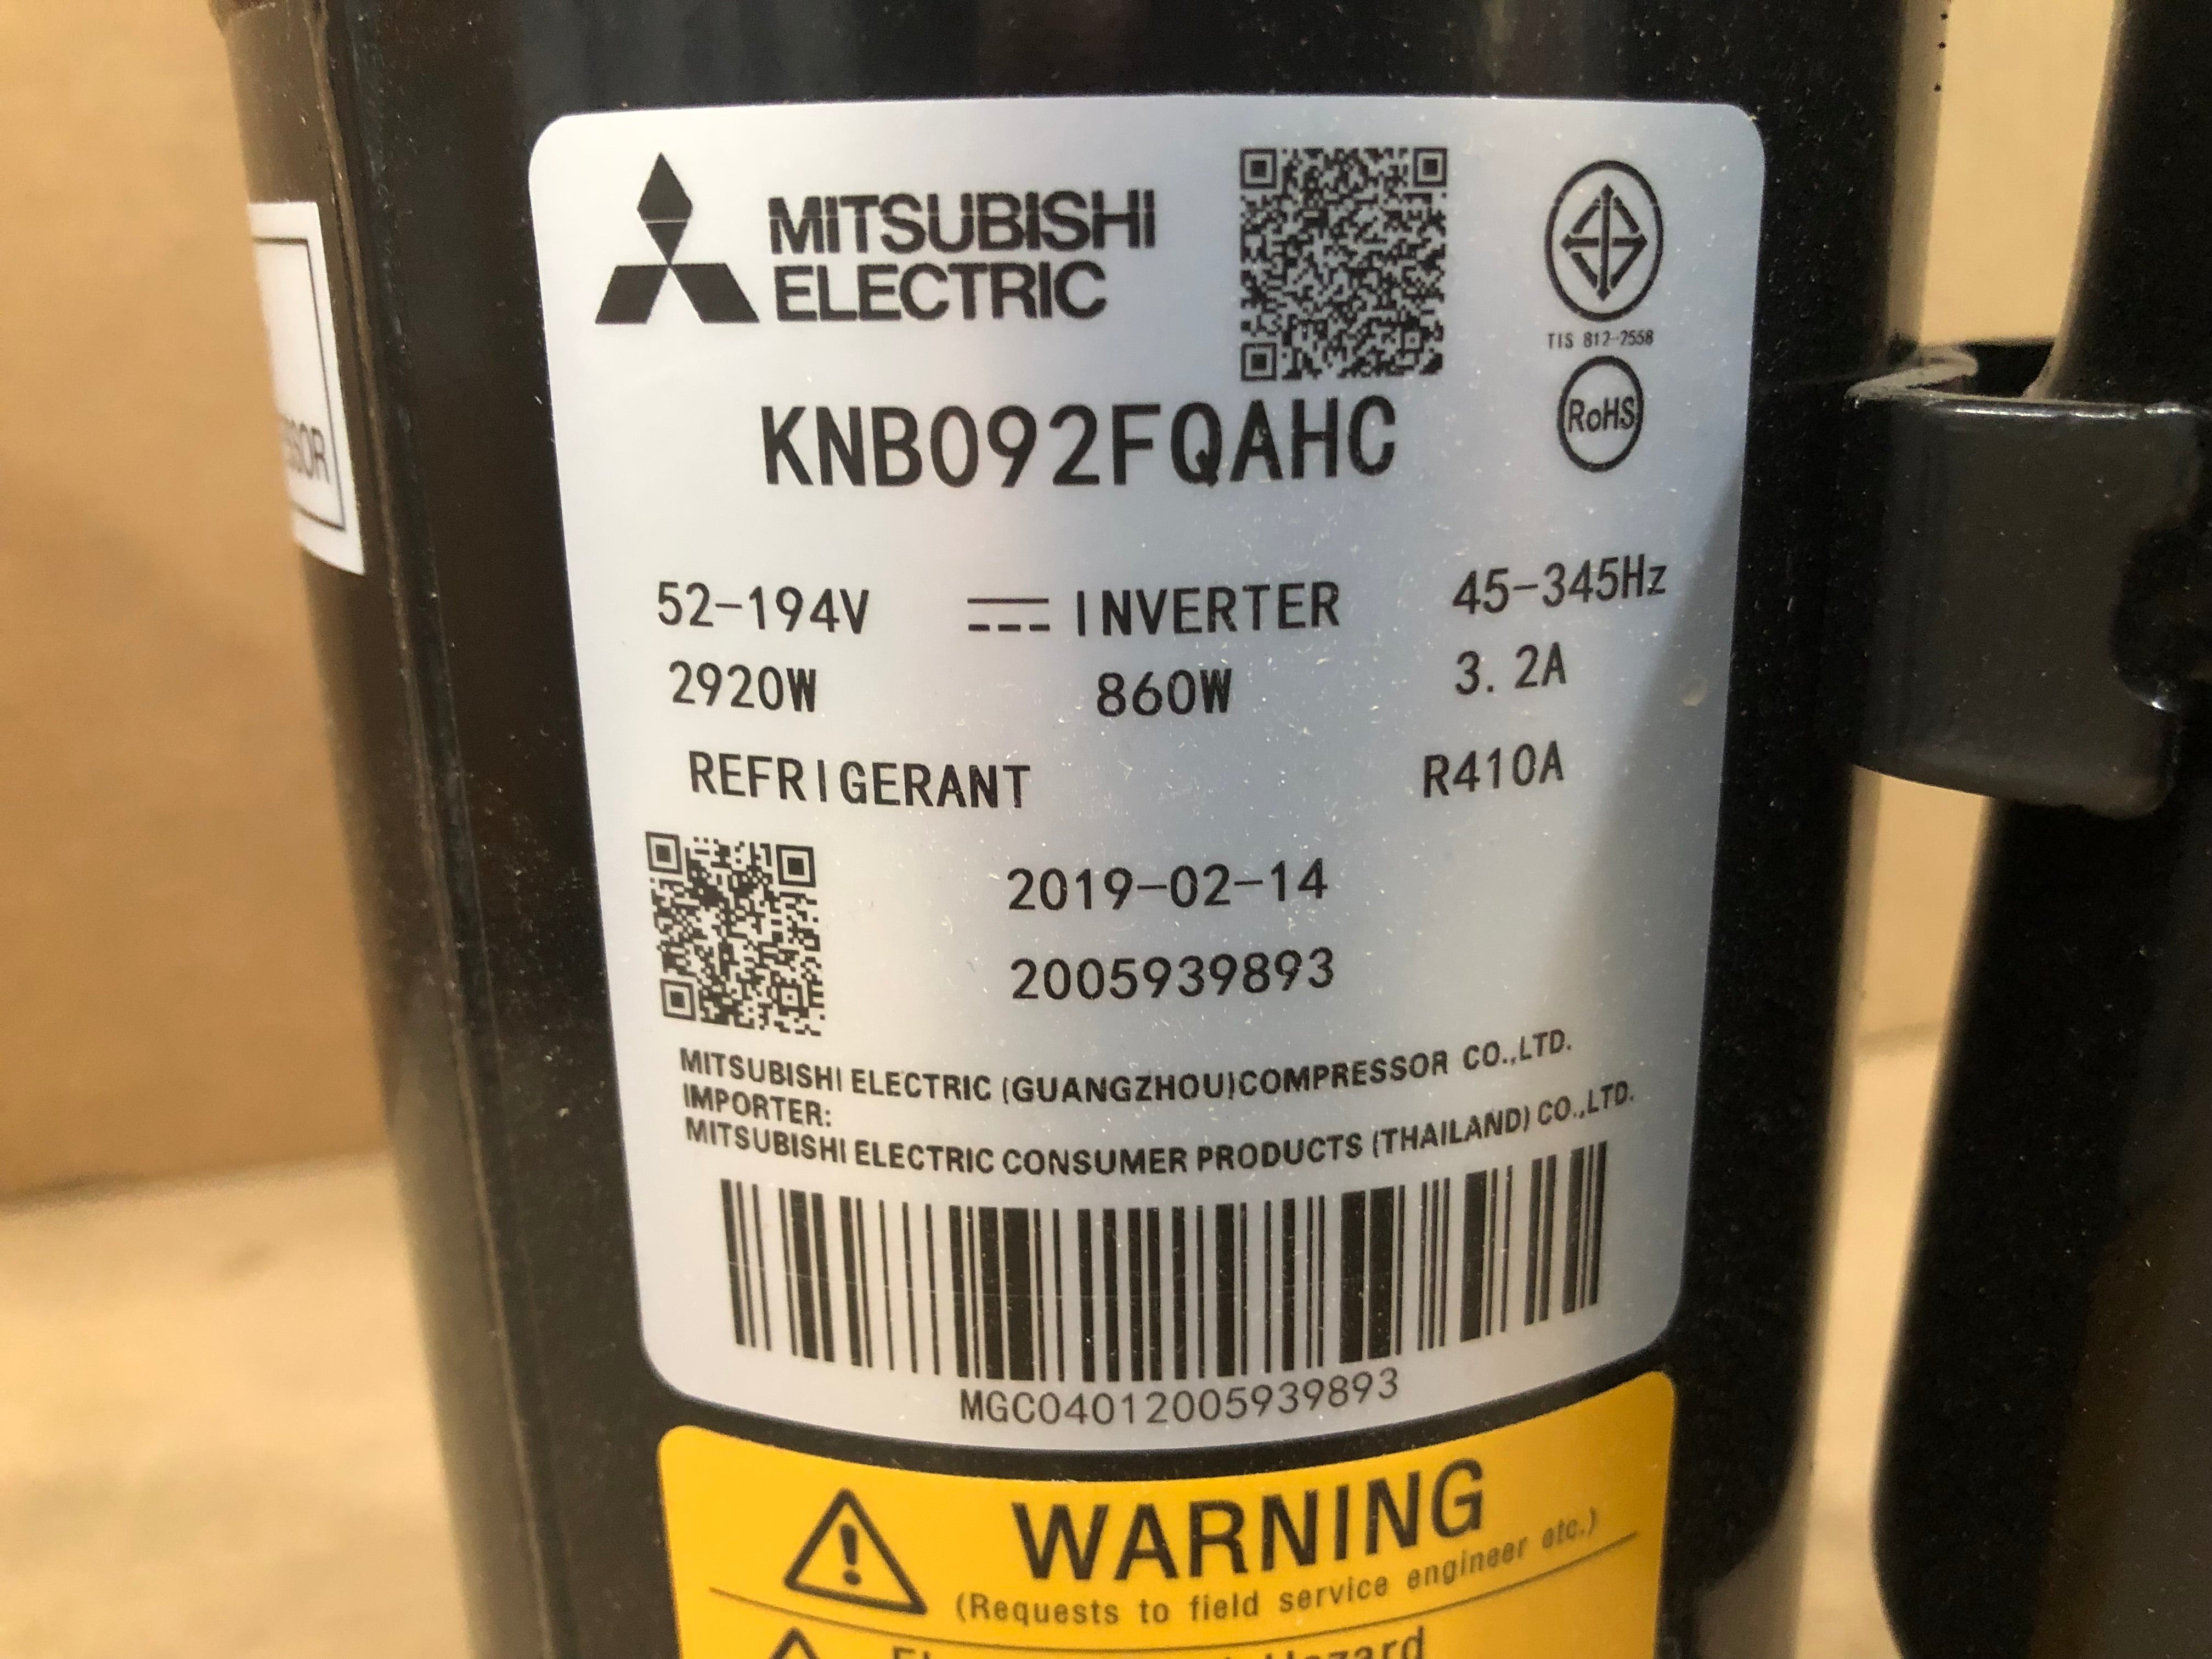 MITSUBISHI
ELECTRIC
TIS 812-2558
RoHS
KNB092FQAHC
52-194V INVERTER 45-345Hz
2920W 860W 3.2A
REFRIGERANT R410A
2019-02-14
2005939893
MITSUBISHI ELECTRIC (GUANGZHOU)COMPRESSOR CO.,LTD.
IMPORTER:
MITSUBISHI ELECTRIC CONSUMER PRODUCTS (THAILAND) CO.,LTD.
MGC04012005939893
WARNING
(Requests to field service engineer etc.)